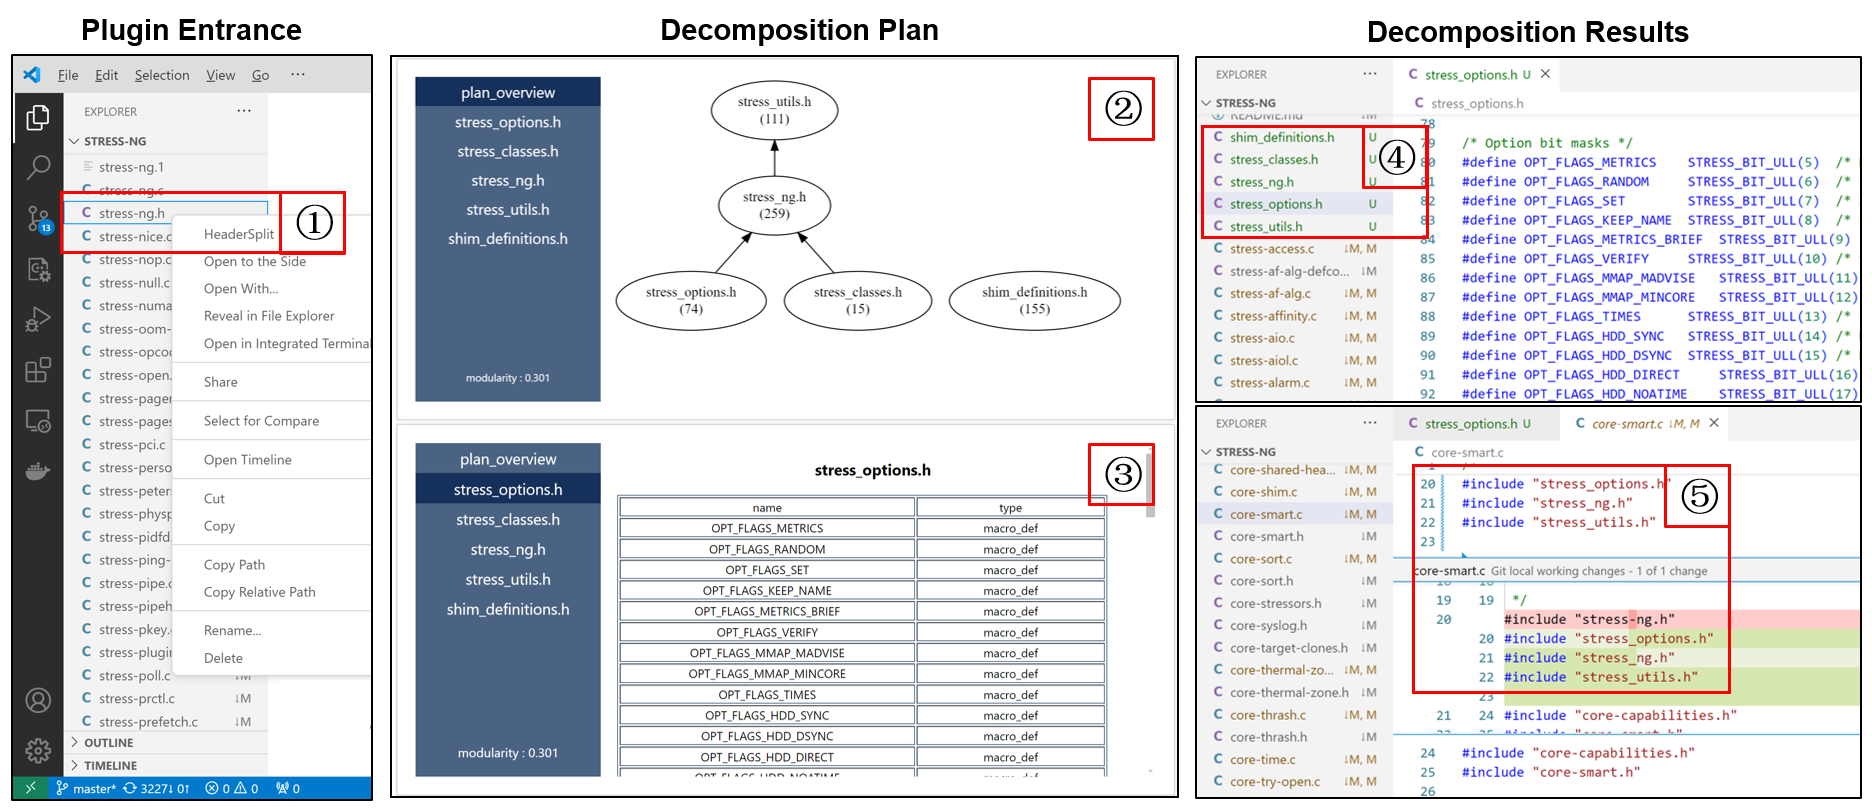 Plugin Entrance
File Edit Selection View Go ···
EXPLORER ···
STRESS-NG
stress-ng.1
stress-ng.c
stress-ng.h
①
stress-nice.c
HeaderSplit
stress-nop.c
Open to the Side
stress-null.c
Open With...
stress-numa
Reveal in File Explorer
stress-oom-
Open in Integrated Terminal
stress-opco
stress-open.
Share
stress-pager
stress-pages
Select for Compare
stress-pci.c
stress-perso
Open Timeline
stress-peter
stress-physp
Cut
stress-pidfd
Copy
stress-ping-
Copy Path
stress-pipe.c
Copy Relative Path
stress-pipeh
stress-pkey.c
Rename...
stress-plugin
Delete
stress-poll.c ↓M
stress-prctl.c ↓M
stress-prefetch.c ↓M
OUTLINE
TIMELINE
13
master* 3227↓ 0↑ 0 0 0
Decomposition Plan
plan_overview
stress_options.h
stress_classes.h
stress_ng.h
stress_utils.h
shim_definitions.h
modularity : 0.301
stress_utils.h
(111)
②
stress_ng.h
(259)
stress_options.h
(74)
stress_classes.h
(15)
shim_definitions.h
(155)
plan_overview
stress_options.h
stress_classes.h
stress_ng.h
stress_utils.h
shim_definitions.h
modularity : 0.301
stress_options.h
③
name type
OPT_FLAGS_METRICS macro_def
OPT_FLAGS_RANDOM macro_def
OPT_FLAGS_SET macro_def
OPT_FLAGS_KEEP_NAME macro_def
OPT_FLAGS_METRICS_BRIEF macro_def
OPT_FLAGS_VERIFY macro_def
OPT_FLAGS_MMAP_MADVISE macro_def
OPT_FLAGS_MMAP_MINCORE macro_def
OPT_FLAGS_TIMES macro_def
OPT_FLAGS_HDD_SYNC macro_def
OPT_FLAGS_HDD_DSYNC macro_def
OPT_FLAGS_HDD_DIRECT macro_def
OPT_FLAGS_HDD_NOATIME macro_def
Decomposition Results
EXPLORER ···
STRESS-NG
README.md ↓M
shim_definitions.h U
stress_classes.h U
stress_ng.h U
stress_options.h U
stress_utils.h U
④
stress-access.c ↓M, M
stress-af-alg-defco... ↓M
stress-af-alg.c ↓M, M
stress-affinity.c ↓M, M
stress-aio.c ↓M, M
stress-aiol.c ↓M, M
stress-alarm.c ↓M, M
stress_options.h U ×
stress_options.h
78
79 /* Option bit masks */
80 #define OPT_FLAGS_METRICS STRESS_BIT_ULL(5) /*
81 #define OPT_FLAGS_RANDOM STRESS_BIT_ULL(6) /*
82 #define OPT_FLAGS_SET STRESS_BIT_ULL(7) /*
83 #define OPT_FLAGS_KEEP_NAME STRESS_BIT_ULL(8) /*
84 #define OPT_FLAGS_METRICS_BRIEF STRESS_BIT_ULL(9)
85 #define OPT_FLAGS_VERIFY STRESS_BIT_ULL(10) /*
86 #define OPT_FLAGS_MMAP_MADVISE STRESS_BIT_ULL(11)
87 #define OPT_FLAGS_MMAP_MINCORE STRESS_BIT_ULL(12)
88 #define OPT_FLAGS_TIMES STRESS_BIT_ULL(13) /*
89 #define OPT_FLAGS_HDD_SYNC STRESS_BIT_ULL(14) /*
90 #define OPT_FLAGS_HDD_DSYNC STRESS_BIT_ULL(15) /*
91 #define OPT_FLAGS_HDD_DIRECT STRESS_BIT_ULL(16)
92 #define OPT_FLAGS_HDD_NOATIME STRESS_BIT_ULL(17)
EXPLORER ···
STRESS-NG
core-shared-hea... ↓M, M
core-shim.c ↓M, M
core-smart.c ↓M, M
core-smart.h ↓M
core-sort.c ↓M, M
core-sort.h ↓M
core-stressors.h ↓M
core-syslog.h ↓M
core-target-clones.h ↓M
core-thermal-zo... ↓M, M
core-thermal-zone.h ↓M
core-thrash.c ↓M, M
core-thrash.h ↓M
core-time.c ↓M, M
core-try-open.c ↓M, M
stress_options.h U core-smart.c ↓M, M ×
core-smart.c
20 #include "stress_options.h"
21 #include "stress_ng.h"
22 #include "stress_utils.h"
23
⑤
core-smart.c Git local working changes - 1 of 1 change
19 19 */
20 #include "stress-ng.h"
20 #include "stress_options.h"
21 #include "stress_ng.h"
22 #include "stress_utils.h"
23
21 24 #include "core-capabilities.h"
24 #include "core-capabilities.h"
25 #include "core-smart.h"
26